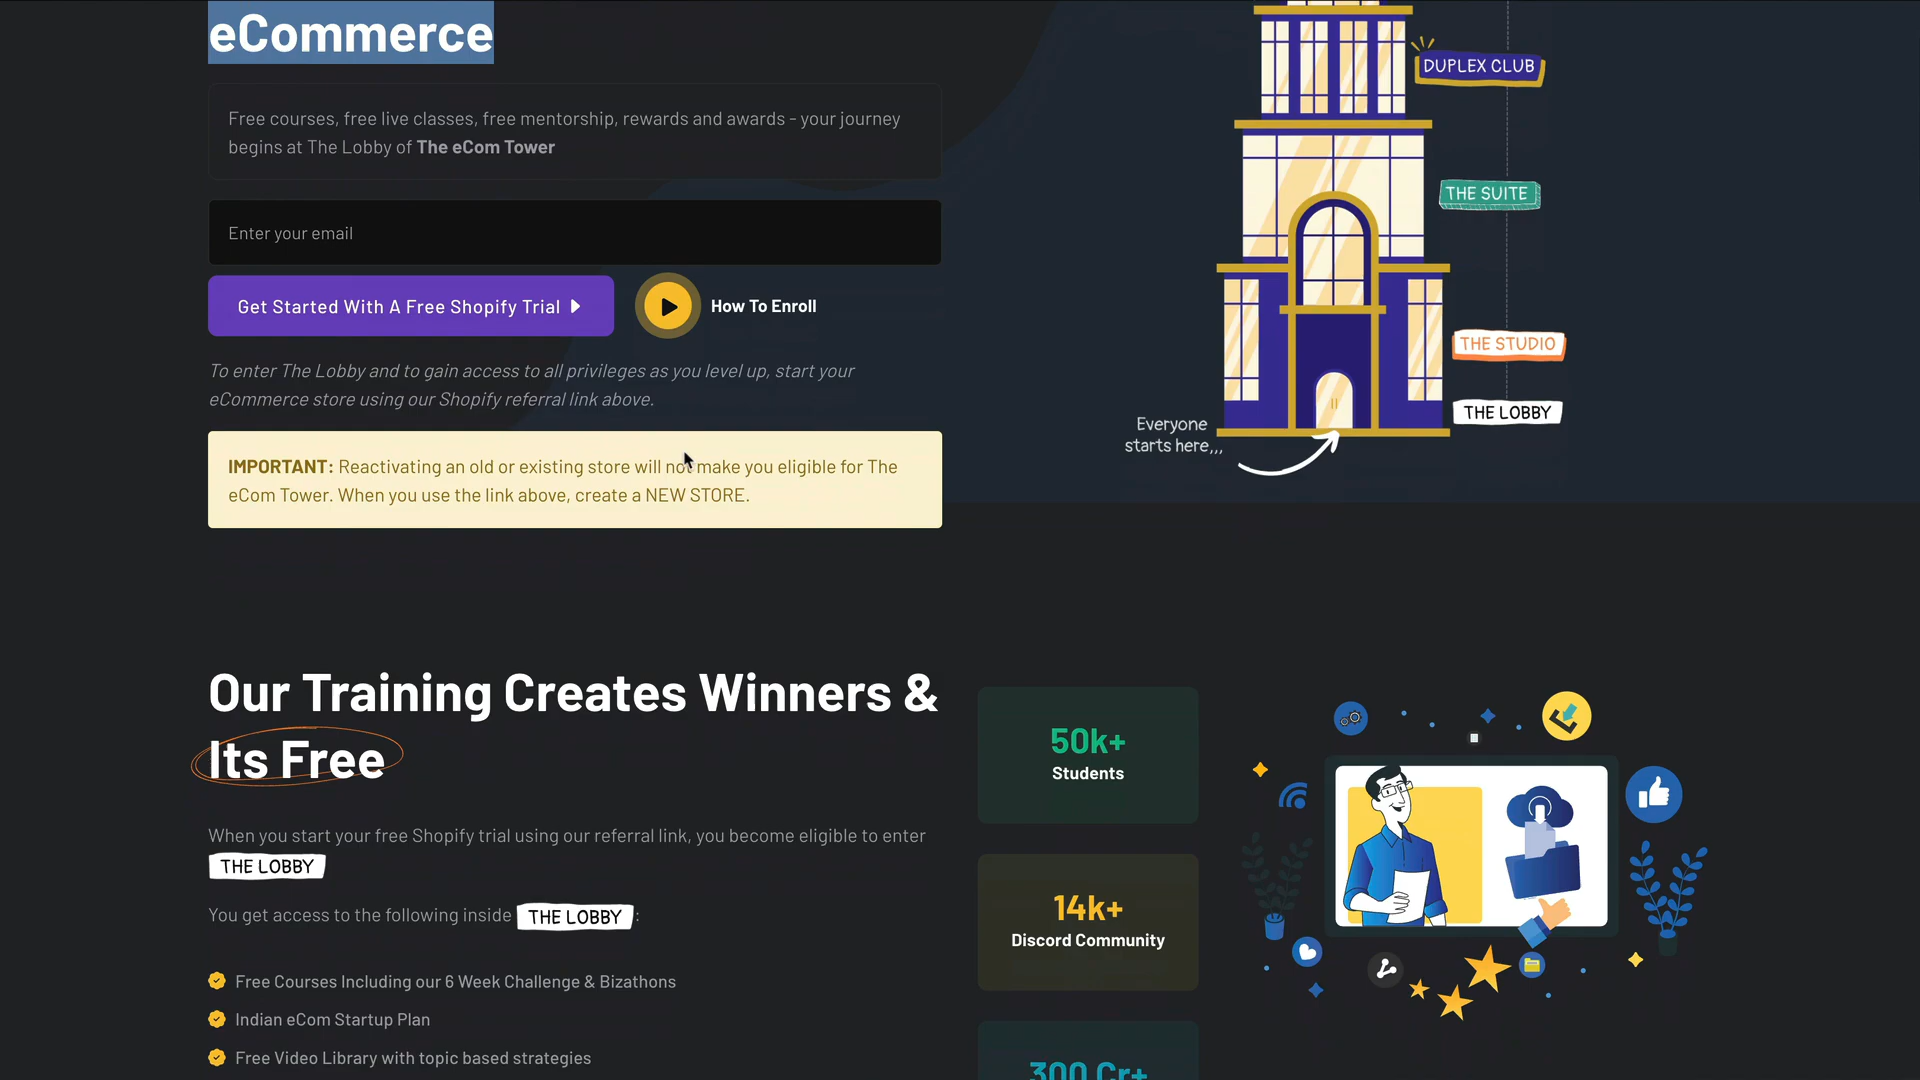 eCommerce
Free courses, free live classes, free mentorship, rewards and awards - your journey
begins at The Lobby of The eCom Tower
Enter your email
Get Started With A Free Shopify Trial
How To Enroll
To enter The Lobby and to gain access to all privileges as you level up, start your
eCommerce store using our Shopify referral link above.
IMPORTANT: Reactivating an old or existing store will not make you eligible for The
eCom Tower. When you use the link above, create a NEW STORE.
DUPLEX CLUB
THE SUITE
THE STUDIO
THE LOBBY
Everyone
starts here,,,
Our Training Creates Winners &
Its Free
When you start your free Shopify trial using our referral link, you become eligible to enter
THE LOBBY
You get access to the following inside THE LOBBY:
Free Courses Including our 6 Week Challenge & Bizathons
Indian eCom Startup Plan
Free Video Library with topic based strategies
50k+
Students
14k+
Discord Community
300 Cr+